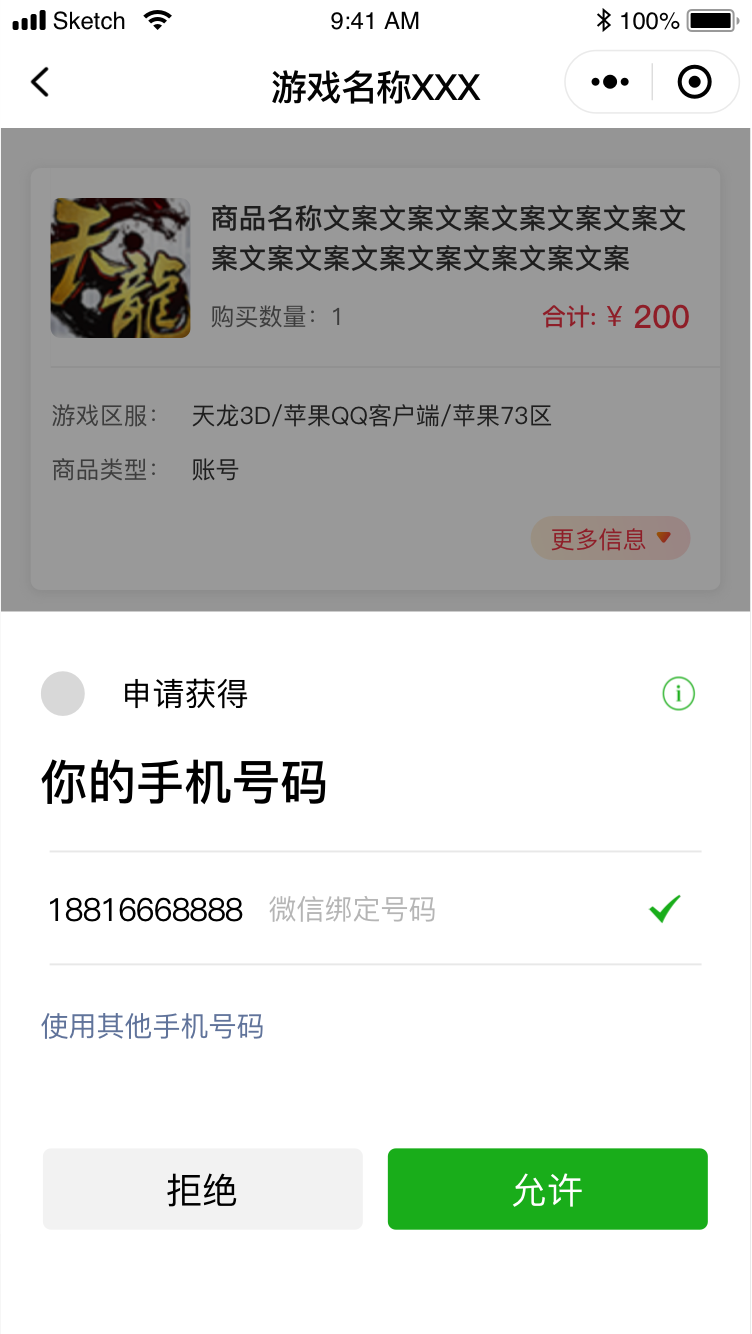 Sketch 9:41 AM 100%
游戏名称XXX
天龍
商品名称文案文案文案文案文案文案文
案文案文案文案文案文案文案文案
购买数量：1 合计:￥ 200
游戏区服： 天龙3D/苹果QQ客户端/苹果73区
商品类型： 账号
更多信息
申请获得
你的手机号码
18816668888 微信绑定号码
使用其他手机号码
拒绝 允许